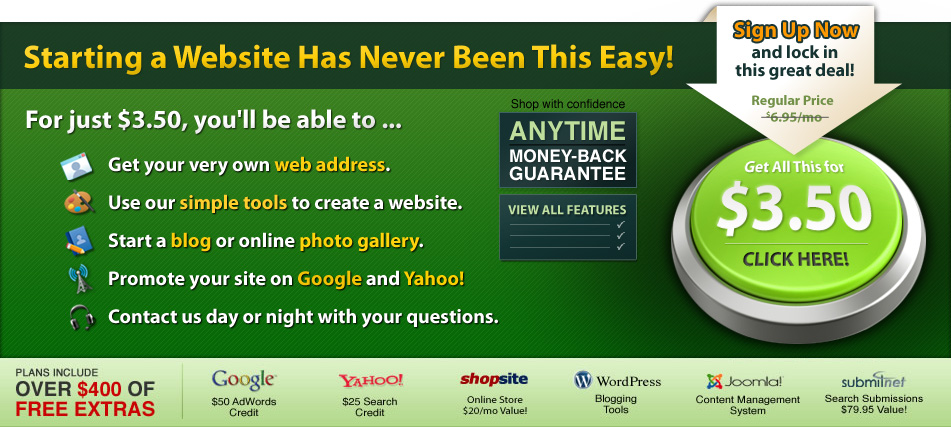 Starting a Website Has Never Been This Easy!
Sign Up Now
and lock in
this great deal!
Regular Price
$6.95/mo
For just $3.50, you'll be able to ...
Get your very own web address.
Use our simple tools to create a website.
Start a blog or online photo gallery.
Promote your site on Google and Yahoo!
Contact us day or night with your questions.
Shop with confidence
ANYTIME
MONEY-BACK
GUARANTEE
VIEW ALL FEATURES
Get All This for
$3.50
CLICK HERE!
PLANS INCLUDE
OVER $400 OF
FREE EXTRAS
Google
$50 AdWords
Credit
YAHOO!
$25 Search
Credit
shopsite
Online Store
$20/mo Value!
WordPress
Blogging
Tools
Joomla!
Content Management
System
submitnet
Search Submissions
$79.95 Value!